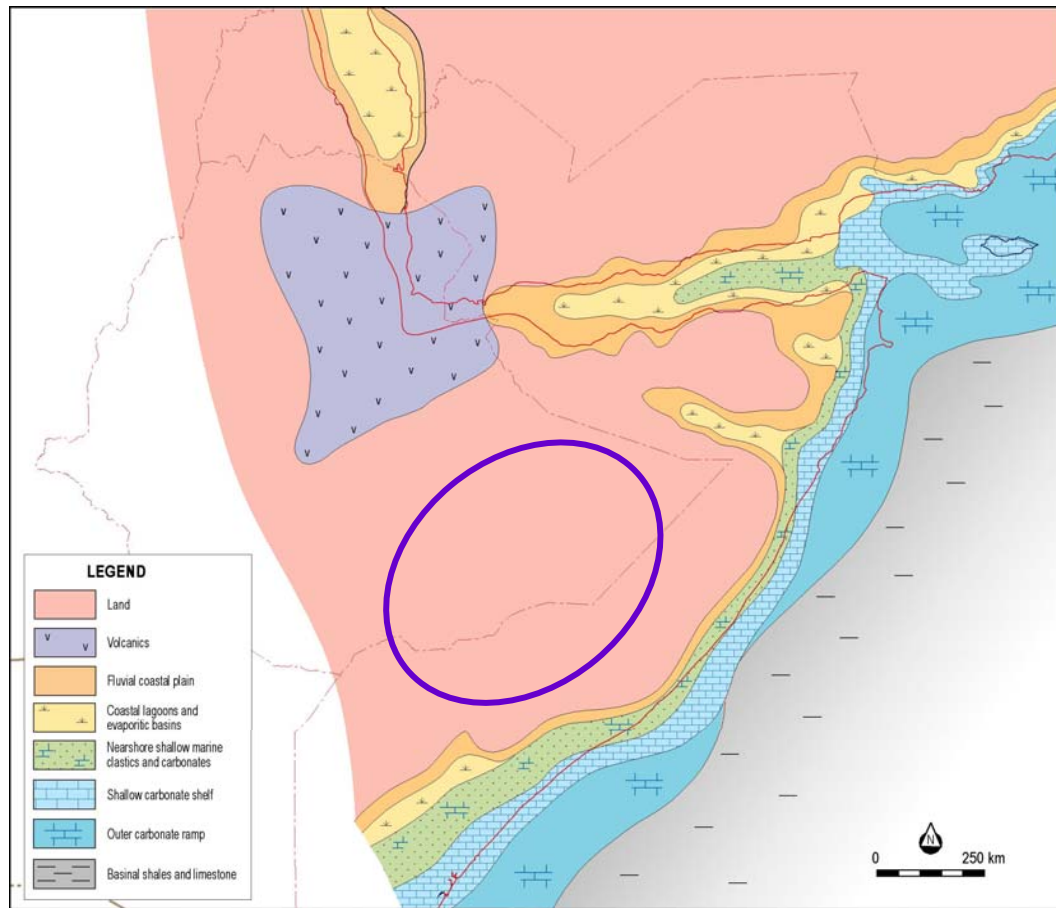 LEGEND
Land
Volcanics
Fluvial coastal plain
Coastal lagoons and
evaporitic basins
Nearshore shallow marine
clastics and carbonates
Shallow carbonate shelf
Outer carbonate ramp
Basinal shales and limestone
N
0 250 km